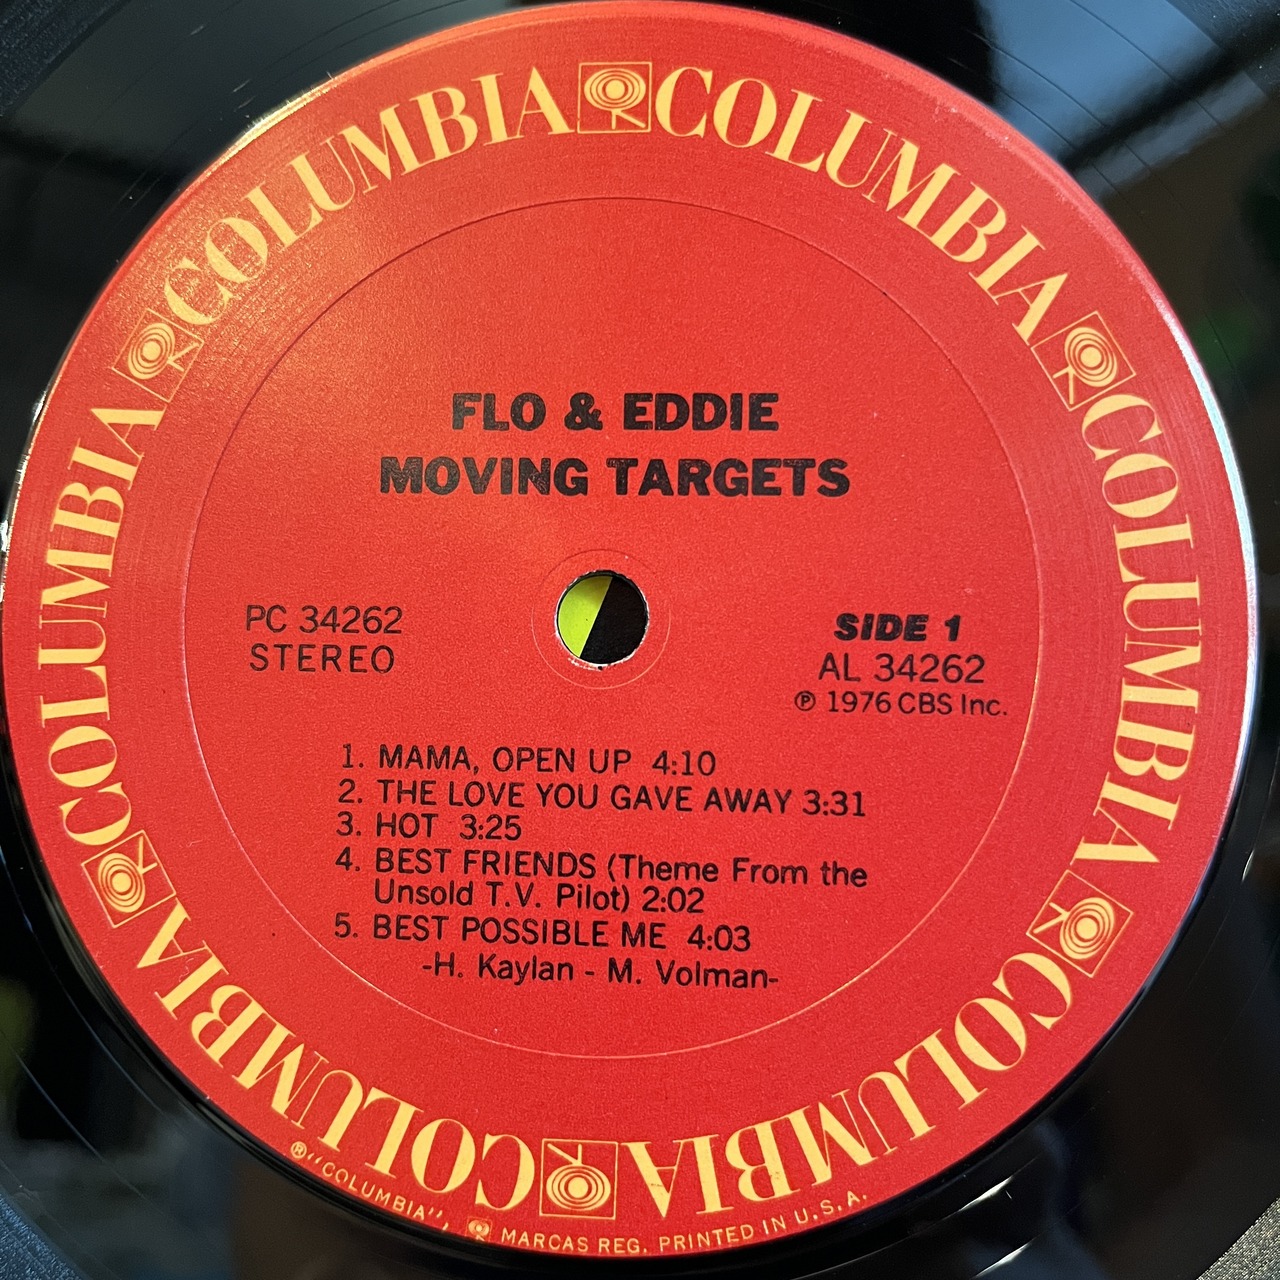 COLUMBIA COLUMBIA COLUMBIA COLUMBIA COLUMBIA COLUMBIA
FLO & EDDIE
MOVING TARGETS
PC 34262
STEREO
SIDE 1
AL 34262
℗ 1976 CBS Inc.
1. MAMA, OPEN UP 4:10
2. THE LOVE YOU GAVE AWAY 3:31
3. HOT 3:25
4. BEST FRIENDS (Theme From the
Unsold T.V. Pilot) 2:02
5. BEST POSSIBLE ME 4:03
-H. Kaylan - M. Volman-
®"COLUMBIA", MARCAS REG. PRINTED IN U.S.A.